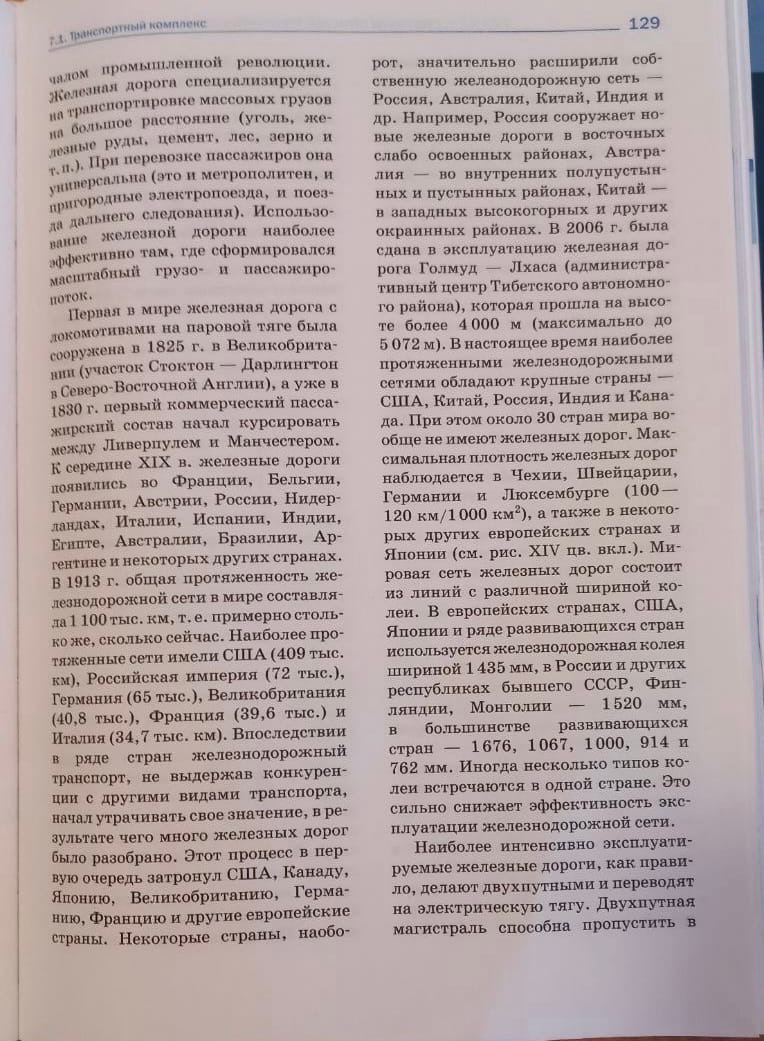 7.1. Транспортный комплекс
129
чалом промышленной революции.
Железная дорога специализируется
на транспортировке массовых грузов
на большое расстояние (уголь, же-
лезные руды, цемент, лес, зерно и
т. п.). При перевозке пассажиров она
универсальна (это и метрополитен, и
пригородные электропоезда, и поез-
да дальнего следования). Использо-
вание железной дороги наиболее
эффективно там, где сформировался
масштабный грузо- и пассажиро-
поток.
Первая в мире железная дорога с
локомотивами на паровой тяге была
сооружена в 1825 г. в Великобрита-
нии (участок Стоктон — Дарлингтон
в Северо-Восточной Англии), а уже в
1830 г. первый коммерческий пасса-
жирский состав начал курсировать
между Ливерпулем и Манчестером.
К середине XIX в. железные дороги
появились во Франции, Бельгии,
Германии, Австрии, России, Нидер-
ландах, Италии, Испании, Индии,
Египте, Австралии, Бразилии, Ар-
гентине и некоторых других странах.
В 1913 г. общая протяженность же-
лезнодорожной сети в мире составля-
ла 1 100 тыс. км, т. е. примерно столь-
ко же, сколько сейчас. Наиболее про-
тяженные сети имели США (409 тыс.
км), Российская империя (72 тыс.),
Германия (65 тыс.), Великобритания
(40,8 тыс.), Франция (39,6 тыс.) и
Италия (34,7 тыс. км). Впоследствии
в ряде стран железнодорожный
транспорт, не выдержав конкурен-
ции с другими видами транспорта,
начал утрачивать свое значение, в ре-
зультате чего много железных дорог
было разобрано. Этот процесс в пер-
вую очередь затронул США, Канаду,
Японию, Великобританию, Герма-
нию, Францию и другие европейские
страны. Некоторые страны, наобо-
рот, значительно расширили соб-
ственную железнодорожную сеть —
Россия, Австралия, Китай, Индия и
др. Например, Россия сооружает но-
вые железные дороги в восточных
слабо освоенных районах, Австра-
лия — во внутренних полупустын-
ных и пустынных районах, Китай —
в западных высокогорных и других
окраинных районах. В 2006 г. была
сдана в эксплуатацию железная до-
рога Голмуд — Лхаса (администра-
тивный центр Тибетского автономно-
го района), которая прошла на высо-
те более 4 000 м (максимально до
5 072 м). В настоящее время наиболее
протяженными железнодорожными
сетями обладают крупные страны —
США, Китай, Россия, Индия и Кана-
да. При этом около 30 стран мира во-
обще не имеют железных дорог. Мак-
симальная плотность железных дорог
наблюдается в Чехии, Швейцарии,
Германии и Люксембурге (100—
120 км/1 000 км²), а также в некото-
рых других европейских странах и
Японии (см. рис. XIV цв. вкл.). Ми-
ровая сеть железных дорог состоит
из линий с различной шириной ко-
леи. В европейских странах, США,
Японии и ряде развивающихся стран
используется железнодорожная колея
шириной 1 435 мм, в России и других
республиках бывшего СССР, Фин-
ляндии, Монголии — 1 520 мм,
в большинстве развивающихся
стран — 1 676, 1 067, 1 000, 914 и
762 мм. Иногда несколько типов ко-
леи встречаются в одной стране. Это
сильно снижает эффективность экс-
плуатации железнодорожной сети.
Наиболее интенсивно эксплуати-
руемые железные дороги, как прави-
ло, делают двухпутными и переводят
на электрическую тягу. Двухпутная
магистраль способна пропустить в